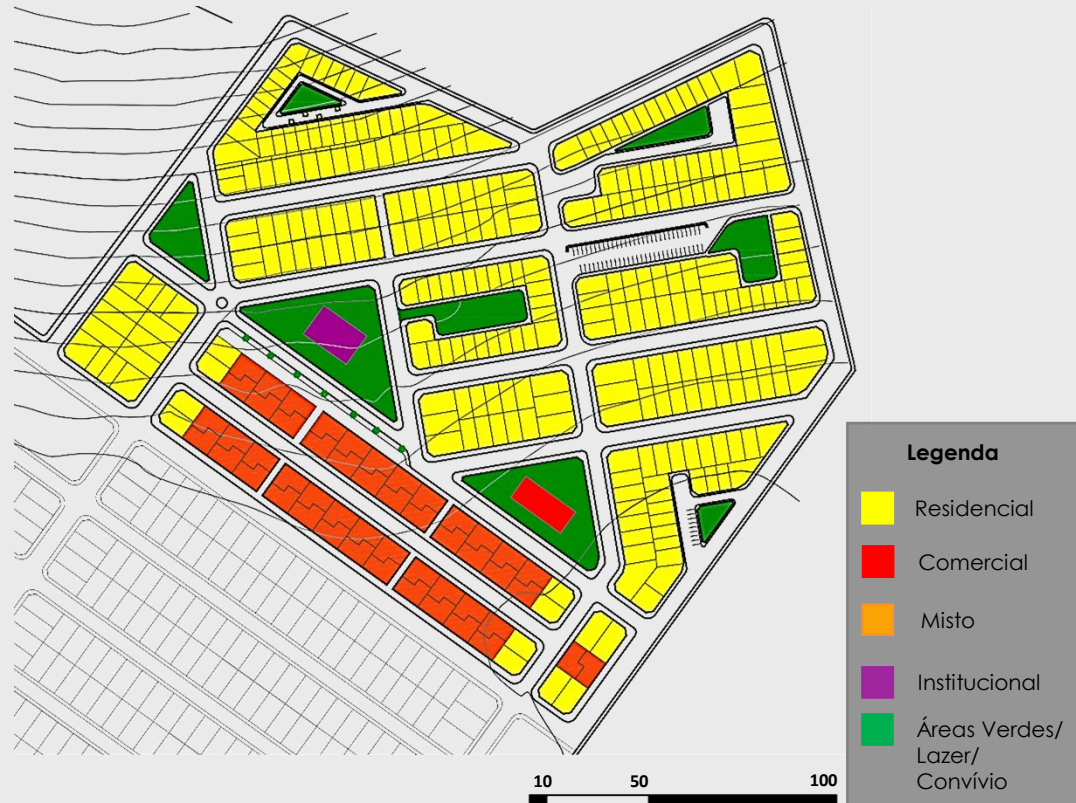 Legenda
Residencial
Comercial
Misto
Institucional
Áreas Verdes/
Lazer/
Convívio
10 50 100